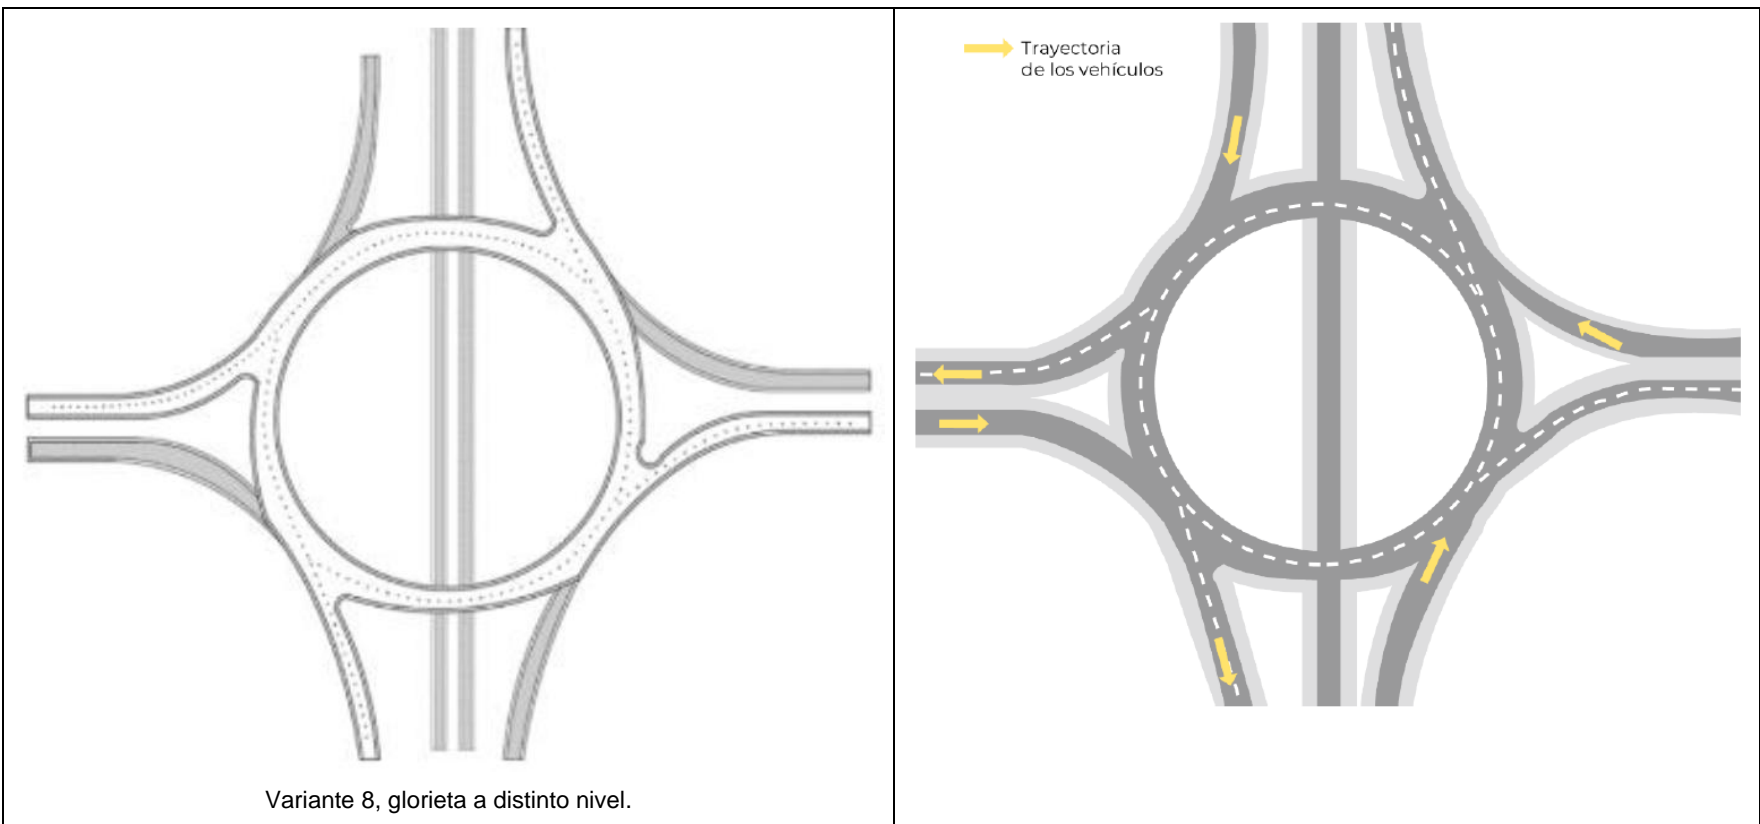 Variante 8, glorieta a distinto nivel.
Trayectoria
de los vehículos